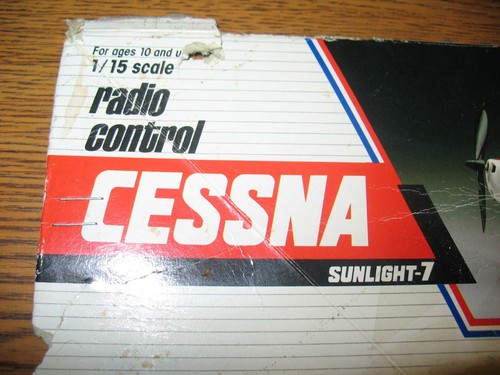 For ages 10 and
1/15 scale
radio
control
CESSNA
SUNLIGHT-7